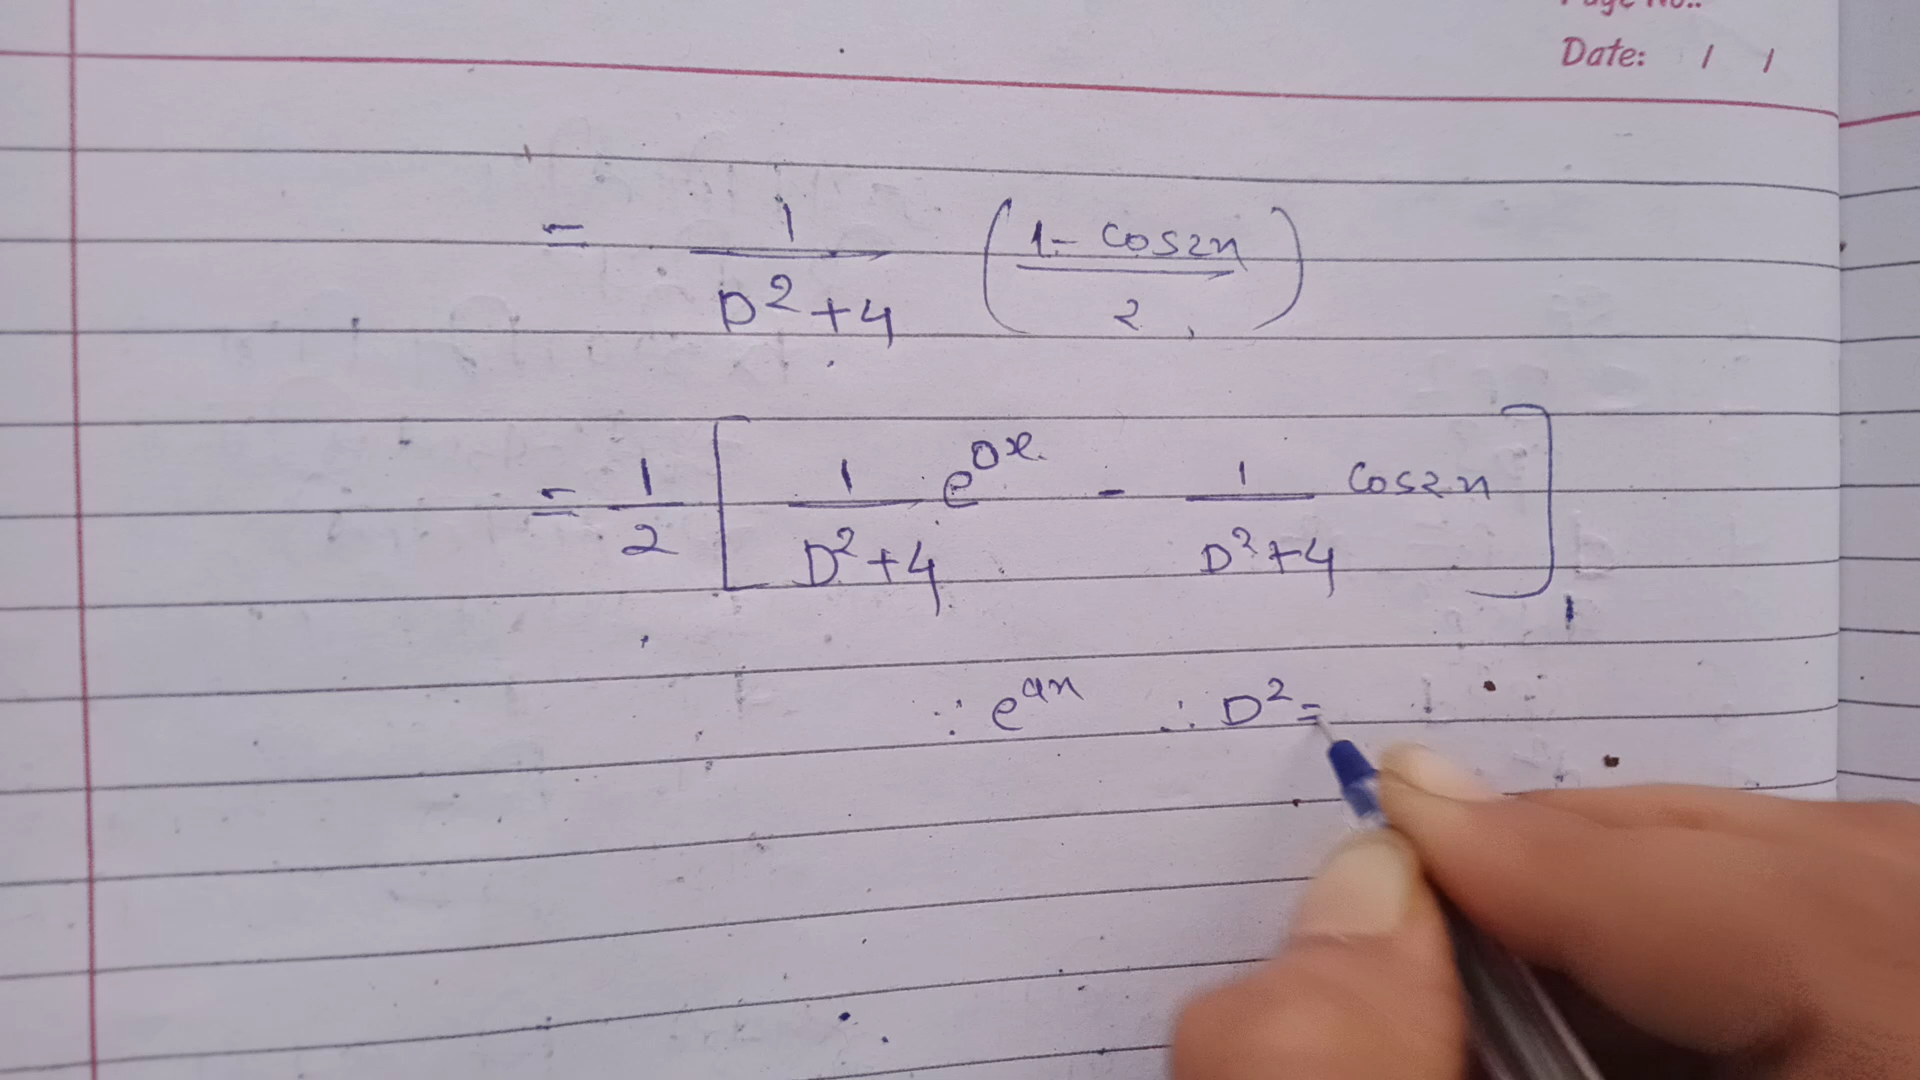 Date: / /
= 1/(D²+4) ((1- cos2x)/2)
= 1/2 [ 1/(D²+4) e^(0x) - 1/(D²+4) cos2x ]
∵ e^(ax) ∴ D² =